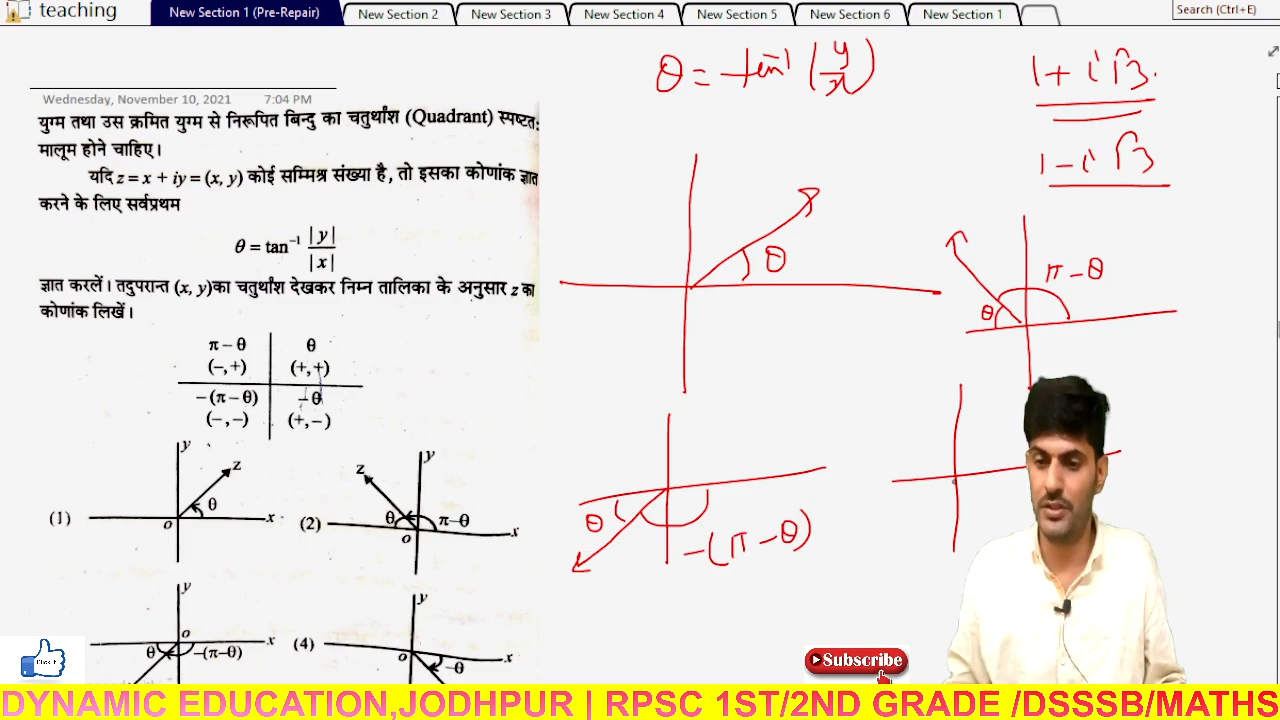 teaching
New Section 1 (Pre-Repair)
New Section 2
New Section 3
New Section 4
New Section 5
New Section 6
New Section 1
Search (Ctrl+E)
Wednesday, November 10, 2021 7:04 PM
युग्म तथा उस क्रमित युग्म से निरूपित बिन्दु का चतुर्थांश (Quadrant) स्पष्टतः
मालूम होने चाहिए।
यदि z = x + iy = (x, y) कोई सम्मिश्र संख्या है, तो इसका कोणांक ज्ञात
करने के लिए सर्वप्रथम
θ = tan⁻¹ |y| / |x|
ज्ञात करलें। तदुपरान्त (x, y) का चतुर्थांश देखकर निम्न तालिका के अनुसार z का
कोणांक लिखें।
π – θ θ
(–, +) (+, +)
–(π – θ) –θ
(–, –) (+, –)
(1) y z θ o x
(2) y z θ π–θ o x
y o x θ –(π–θ)
(4) y o x –θ
θ = tan⁻¹ (y/x)
1 + i√3
1 – i√3
θ
π – θ
θ
θ
–(π – θ)
Click it
Subscribe
DYNAMIC EDUCATION,JODHPUR | RPSC 1ST/2ND GRADE /DSSSB/MATHS